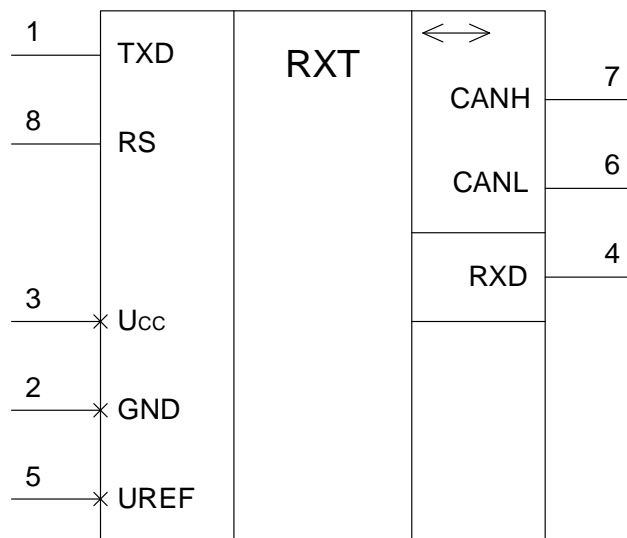 1 TXD RXT
CANH 7
8 RS
CANL 6
RXD 4
3 Ucc
2 GND
5 UREF